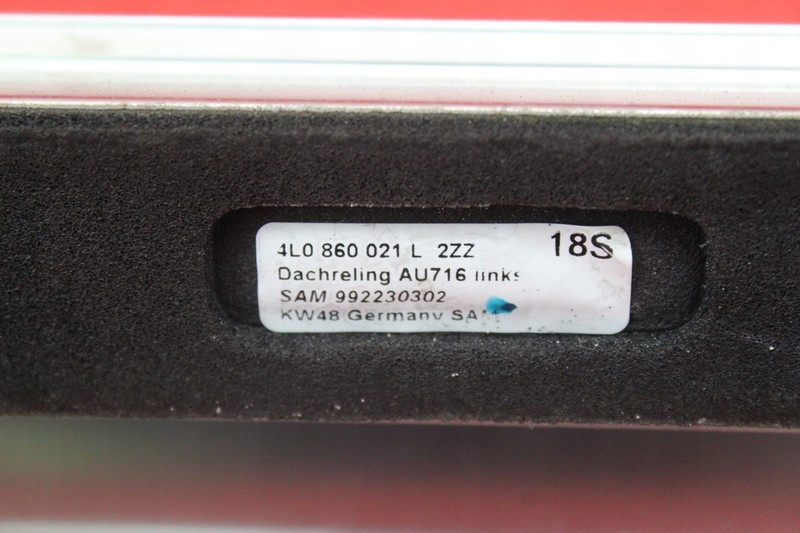 4L0 860 021 L 2ZZ 18S
Dachreling AU716 links
SAM 992230302
KW48 Germany SAM